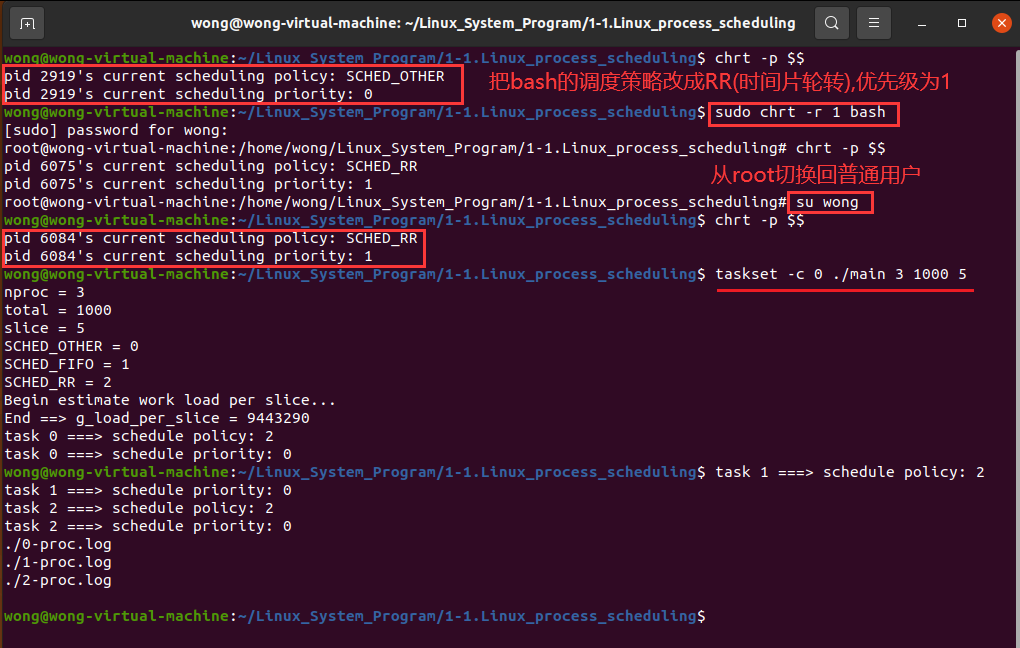 wong@wong-virtual-machine: ~/Linux_System_Program/1-1.Linux_process_scheduling
wong@wong-virtual-machine:~/Linux_System_Program/1-1.Linux_process_scheduling$ chrt -p $$
pid 2919's current scheduling policy: SCHED_OTHER
pid 2919's current scheduling priority: 0
把bash的调度策略改成RR(时间片轮转),优先级为1
wong@wong-virtual-machine:~/Linux_System_Program/1-1.Linux_process_scheduling$ sudo chrt -r 1 bash
[sudo] password for wong:
root@wong-virtual-machine:/home/wong/Linux_System_Program/1-1.Linux_process_scheduling# chrt -p $$
pid 6075's current scheduling policy: SCHED_RR
pid 6075's current scheduling priority: 1
从root切换回普通用户
root@wong-virtual-machine:/home/wong/Linux_System_Program/1-1.Linux_process_scheduling# su wong
wong@wong-virtual-machine:~/Linux_System_Program/1-1.Linux_process_scheduling$ chrt -p $$
pid 6084's current scheduling policy: SCHED_RR
pid 6084's current scheduling priority: 1
wong@wong-virtual-machine:~/Linux_System_Program/1-1.Linux_process_scheduling$ taskset -c 0 ./main 3 1000 5
nproc = 3
total = 1000
slice = 5
SCHED_OTHER = 0
SCHED_FIFO = 1
SCHED_RR = 2
Begin estimate work load per slice...
End ==> g_load_per_slice = 9443290
task 0 ===> schedule policy: 2
task 0 ===> schedule priority: 0
wong@wong-virtual-machine:~/Linux_System_Program/1-1.Linux_process_scheduling$ task 1 ===> schedule policy: 2
task 1 ===> schedule priority: 0
task 2 ===> schedule policy: 2
task 2 ===> schedule priority: 0
./0-proc.log
./1-proc.log
./2-proc.log
wong@wong-virtual-machine:~/Linux_System_Program/1-1.Linux_process_scheduling$